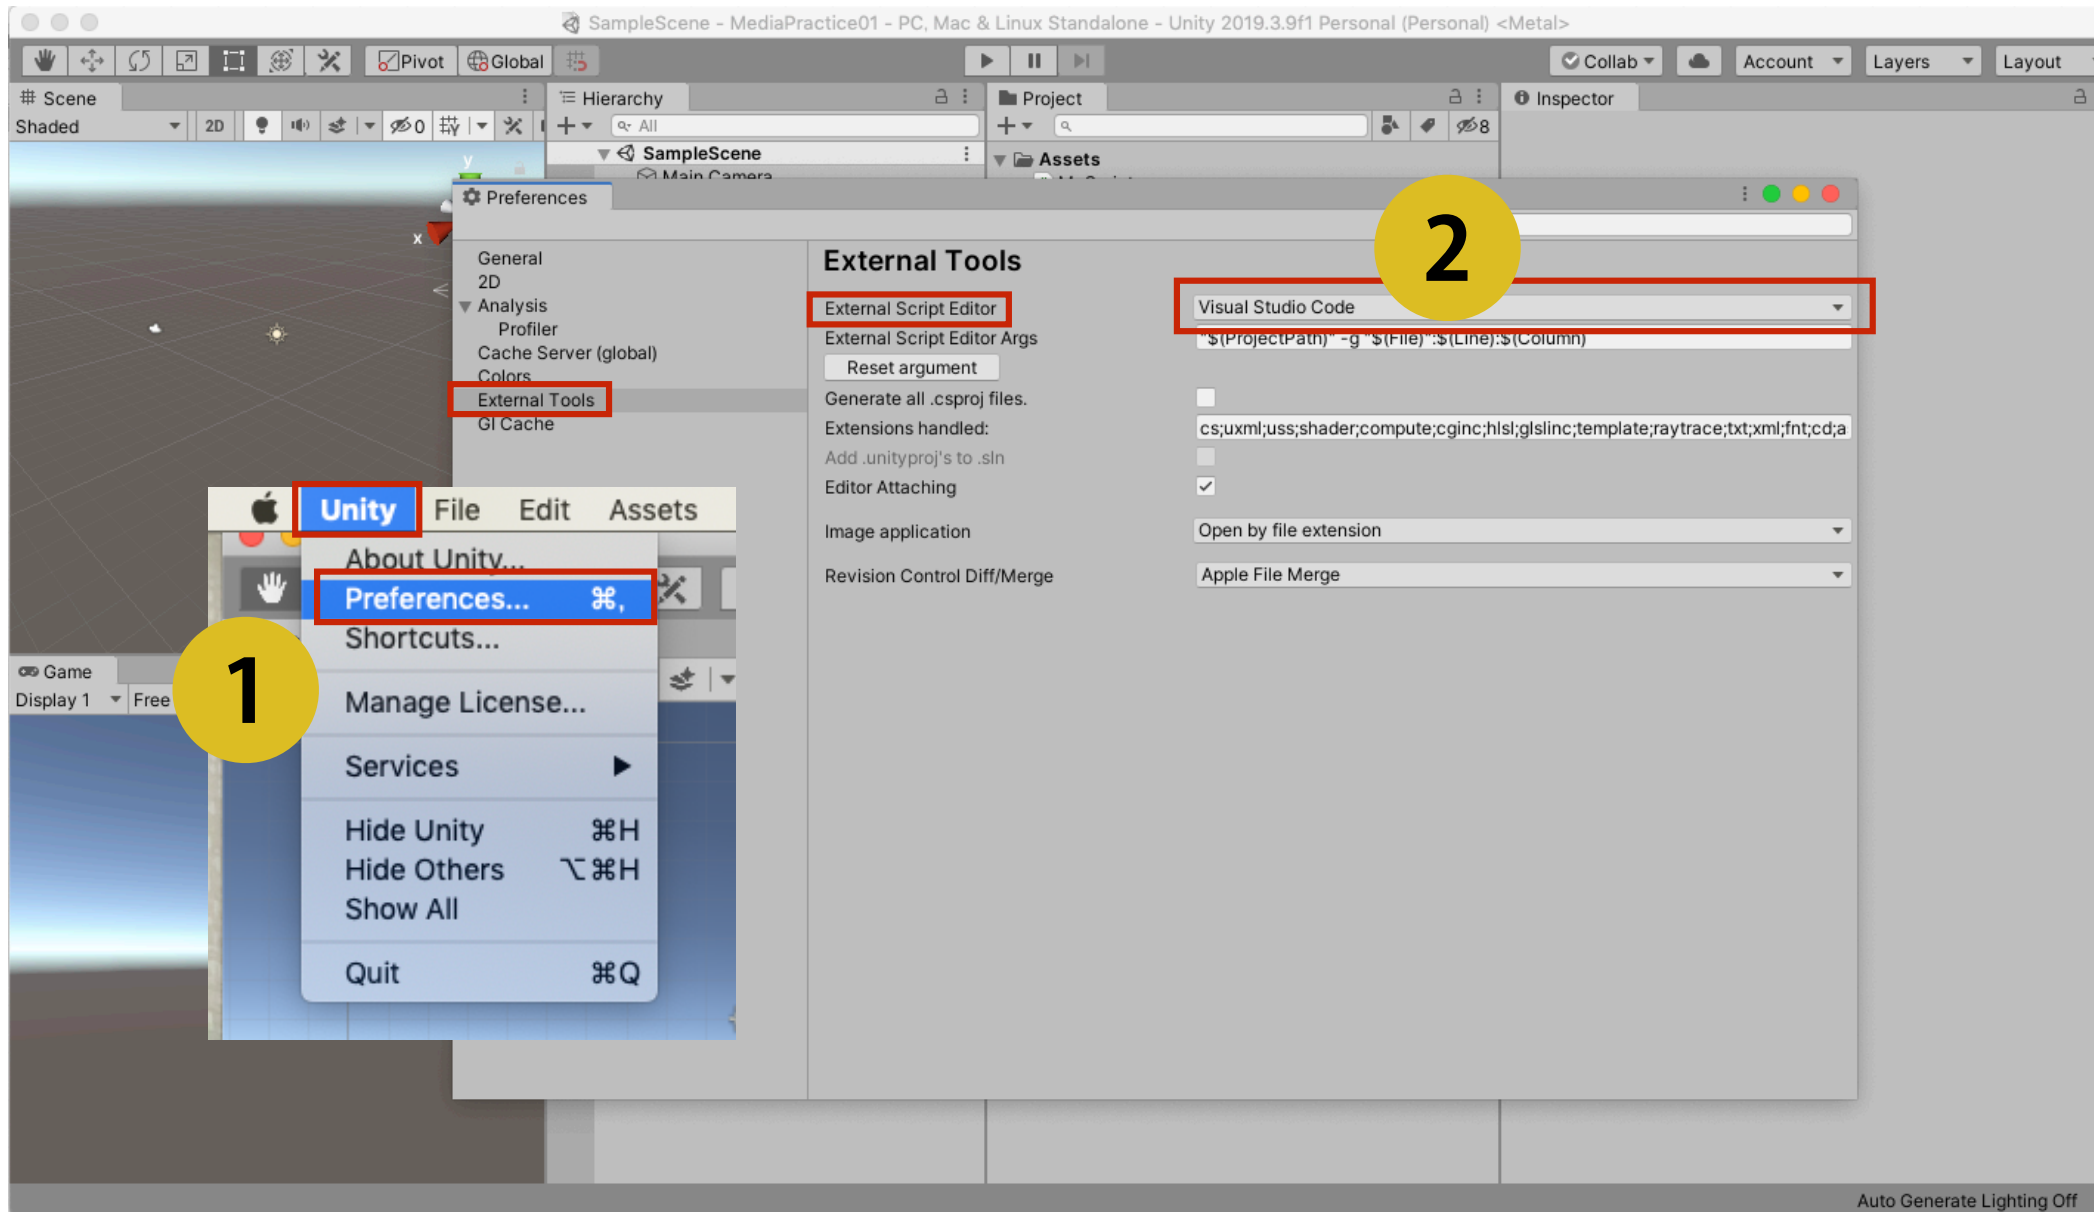 SampleScene - MediaPractice01 - PC, Mac & Linux Standalone - Unity 2019.3.9f1 Personal (Personal) <Metal>
Pivot Global Collab Account Layers Layout
Scene Hierarchy Project Inspector
Shaded 2D 0 All 8
SampleScene Assets
Main Camera
y
x
Preferences
2
General
2D
Analysis
Profiler
Cache Server (global)
Colors
External Tools
GI Cache
External Tools
External Script Editor Visual Studio Code
External Script Editor Args "$(ProjectPath)" -g "$(File)":$(Line):$(Column)
Reset argument
Generate all .csproj files.
Extensions handled: cs;uxml;uss;shader;compute;cginc;hlsl;glslinc;template;raytrace;txt;xml;fnt;cd;a
Add .unityproj's to .sln
Editor Attaching
Image application Open by file extension
Revision Control Diff/Merge Apple File Merge
Unity File Edit Assets
About Unity...
Preferences... ⌘,
Shortcuts...
Manage License...
Services
Hide Unity ⌘H
Hide Others ⌥⌘H
Show All
Quit ⌘Q
1
Game
Display 1 Free
Auto Generate Lighting Off